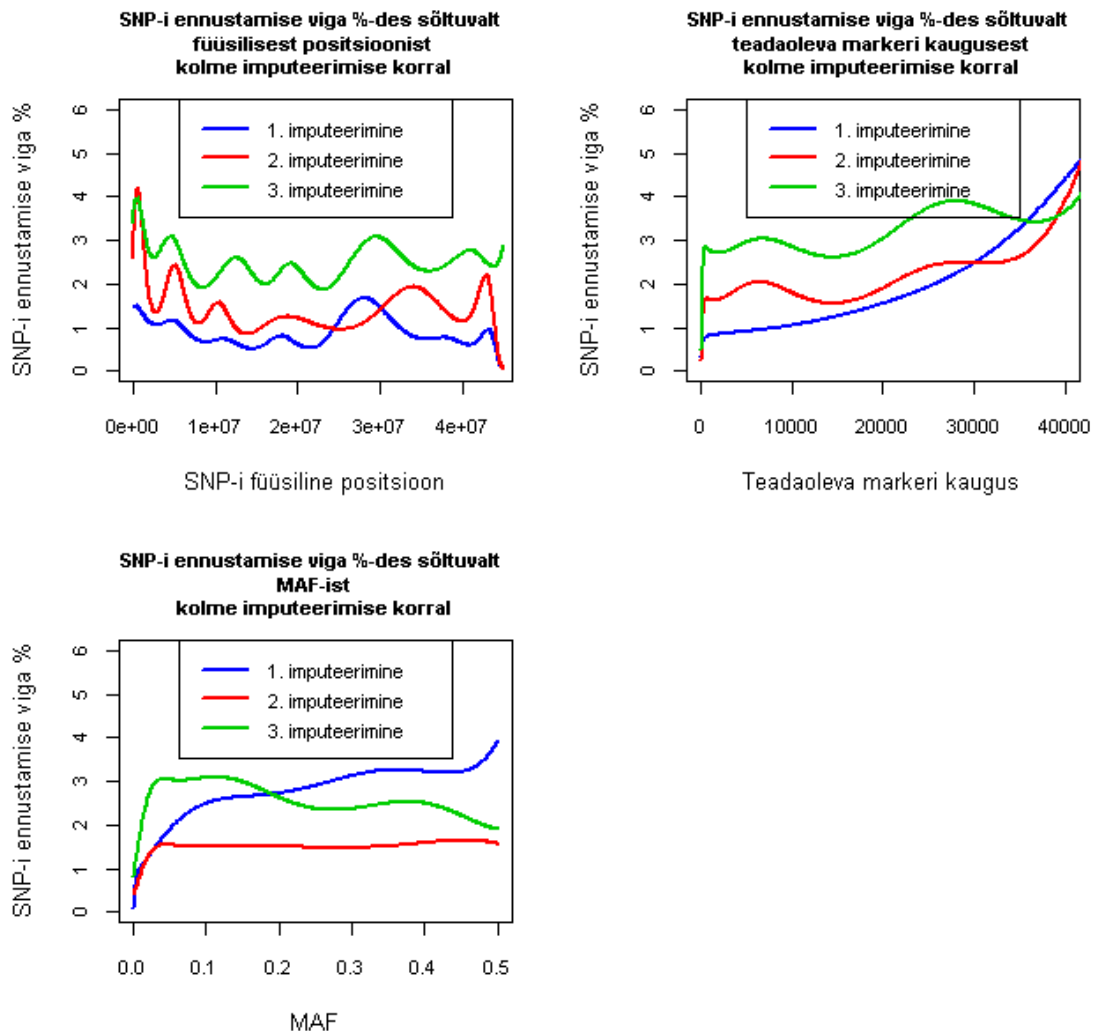 SNP-i ennustamise viga %-des sõltuvalt
füüsilisest positsioonist
kolme imputeerimise korral
SNP-i ennustamise viga %
6
5
4
3
2
1
0
1. imputeerimine
2. imputeerimine
3. imputeerimine
0e+00 1e+07 2e+07 3e+07 4e+07
SNP-i füüsiline positsioon
SNP-i ennustamise viga %-des sõltuvalt
teadaoleva markeri kaugusest
kolme imputeerimise korral
SNP-i ennustamise viga %
6
5
4
3
2
1
0
1. imputeerimine
2. imputeerimine
3. imputeerimine
0 10000 20000 30000 40000
Teadaoleva markeri kaugus
SNP-i ennustamise viga %-des sõltuvalt
MAF-ist
kolme imputeerimise korral
SNP-i ennustamise viga %
6
5
4
3
2
1
0
1. imputeerimine
2. imputeerimine
3. imputeerimine
0.0 0.1 0.2 0.3 0.4 0.5
MAF